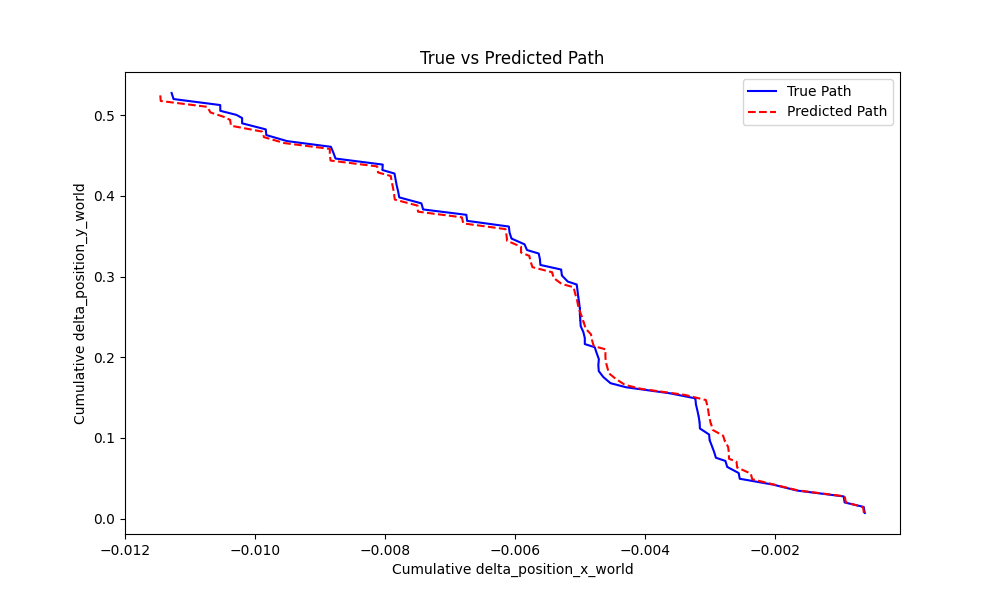 True vs Predicted Path
True Path
Predicted Path
Cumulative delta_position_y_world
0.5
0.4
0.3
0.2
0.1
0.0
−0.012 −0.010 −0.008 −0.006 −0.004 −0.002
Cumulative delta_position_x_world